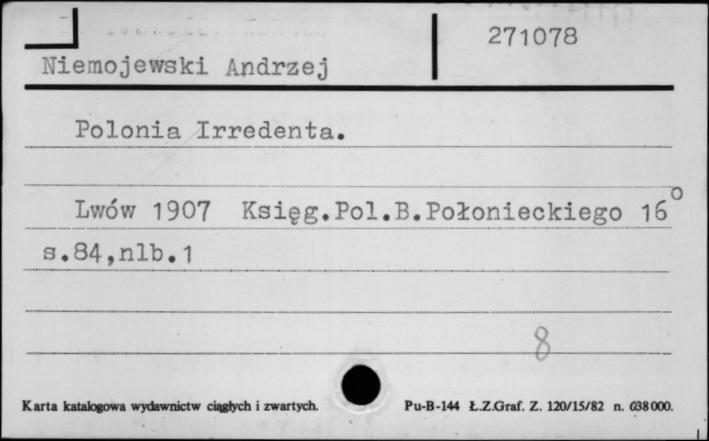 271078
Niemojewski Andrzej
Polonia Irredenta.
Lwów 1907 Księg.Pol.B.Połonieckiego 16°
s.84,nlb.1
8
Karta katalogowa wydawnictw ciągłych i zwartych. Pu-B-144 Ł.Z.Graf. Z. 120/15/82 n. 638000.